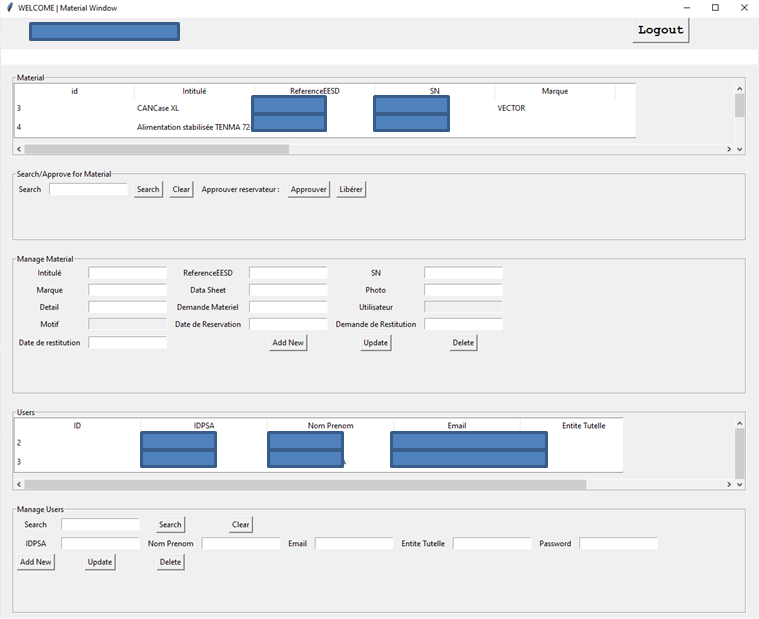 WELCOME | Material Window
Logout
Material
id Intitulé ReferenceEESD SN Marque
3 CANCase XL VECTOR
4 Alimentation stabilisée TENMA 72-
Search/Approve for Material
Search Search Clear Approuver reservateur : Approuver Libérer
Manage Material
Intitulé ReferenceEESD SN
Marque Data Sheet Photo
Detail Demande Materiel Utilisateur
Motif Date de Reservation Demande de Restitution
Date de restitution Add New Update Delete
Users
ID IDPSA Nom Prenom Email Entite Tutelle
2
3
Manage Users
Search Search Clear
IDPSA Nom Prenom Email Entite Tutelle Password
Add New Update Delete